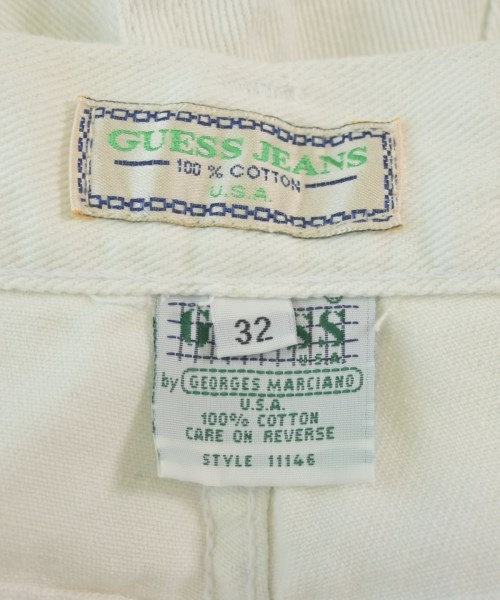 GUESS JEANS
100 % COTTON
U.S.A.
32
U.S.A.
by GEORGES MARCIANO
U.S.A.
100% COTTON
CARE ON REVERSE
STYLE 11146